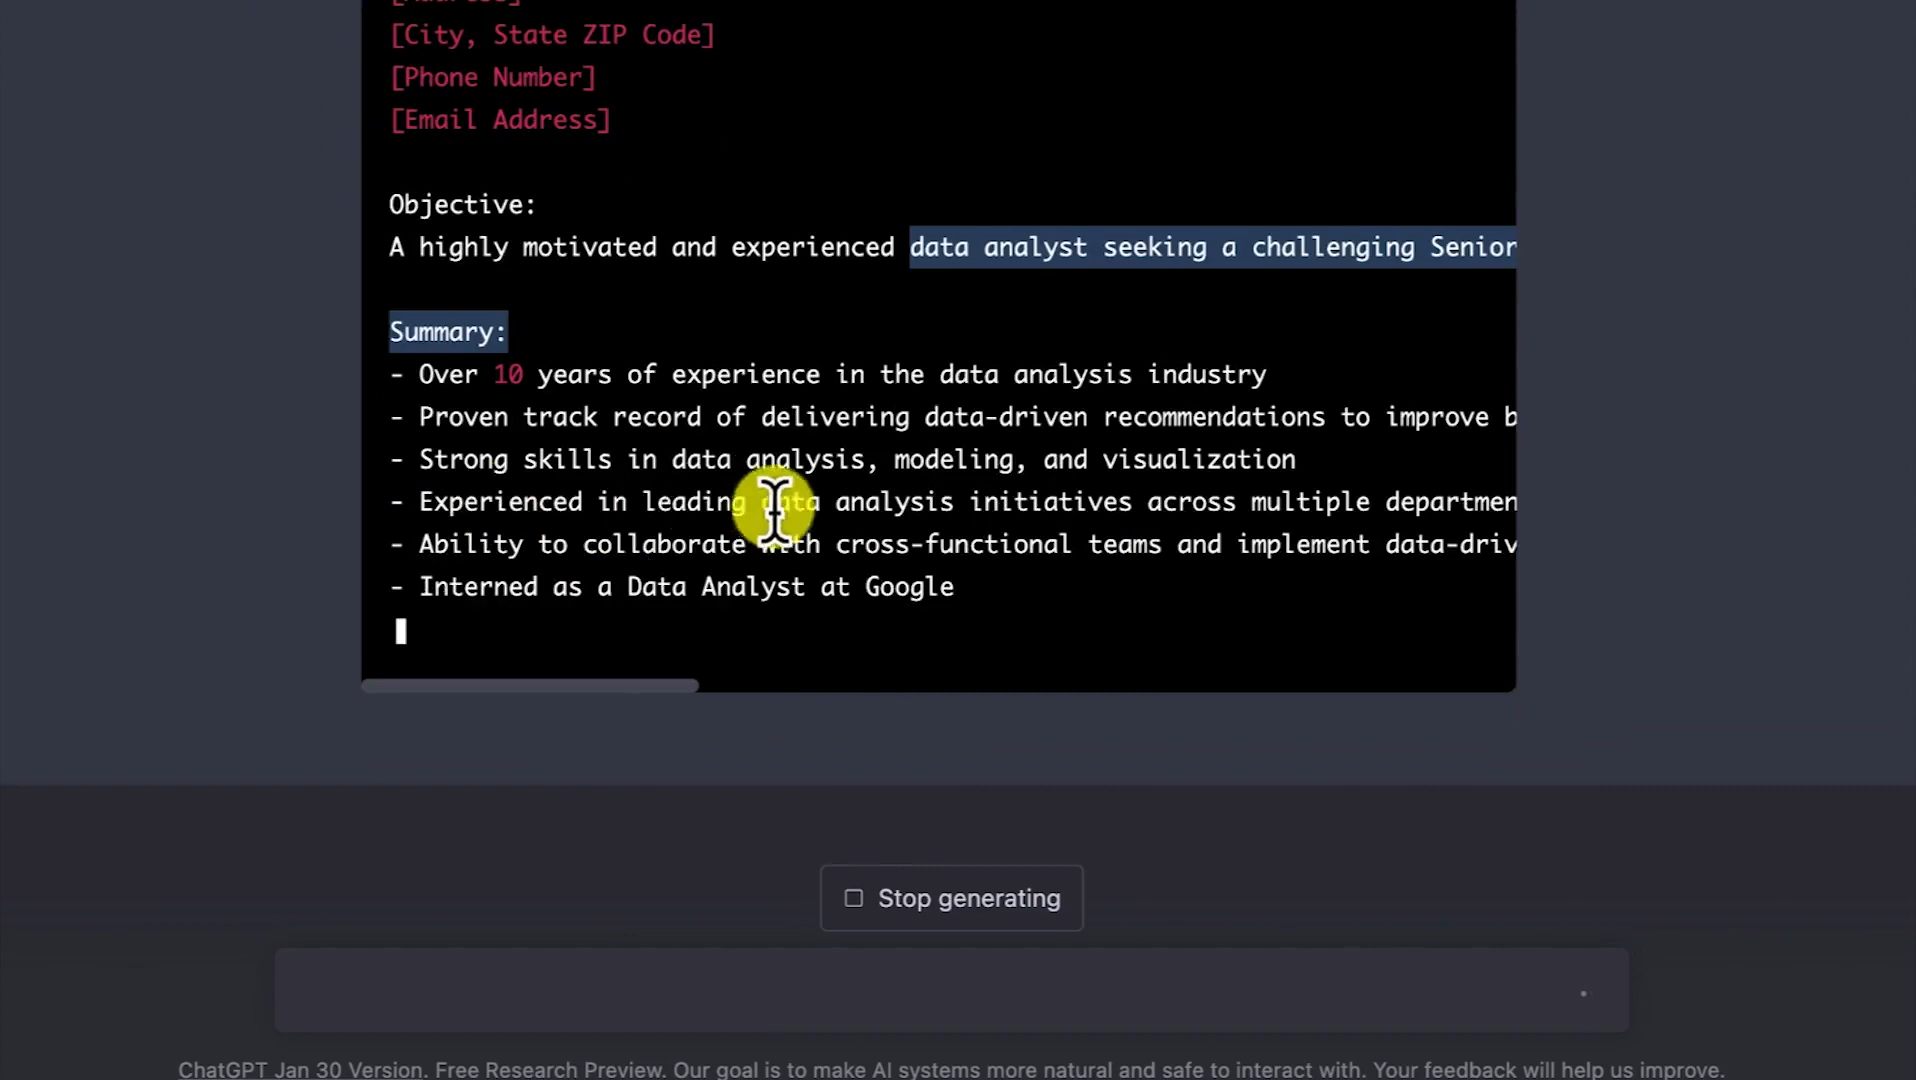 [City, State ZIP Code]
[Phone Number]
[Email Address]
Objective:
A highly motivated and experienced data analyst seeking a challenging Senior
Summary:
- Over 10 years of experience in the data analysis industry
- Proven track record of delivering data-driven recommendations to improve b
- Strong skills in data analysis, modeling, and visualization
- Experienced in leading data analysis initiatives across multiple departmen
- Ability to collaborate with cross-functional teams and implement data-driv
- Interned as a Data Analyst at Google
Stop generating
ChatGPT Jan 30 Version. Free Research Preview. Our goal is to make AI systems more natural and safe to interact with. Your feedback will help us improve.